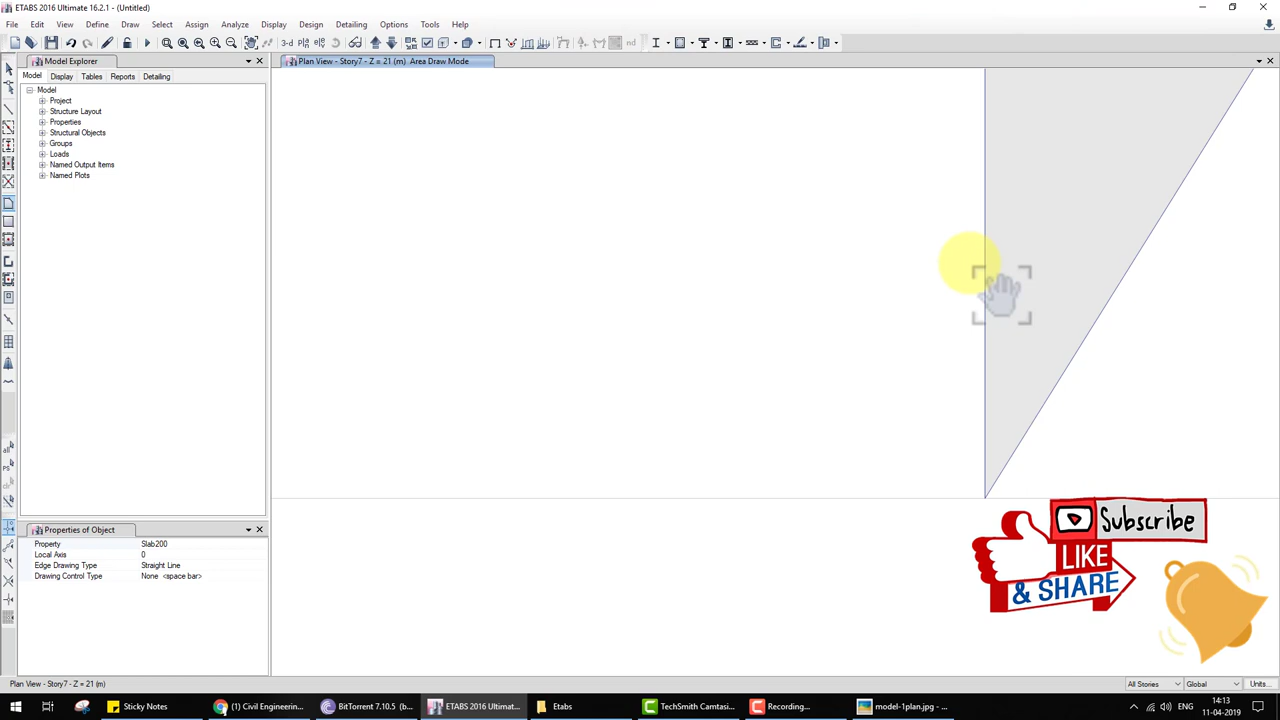 ETABS 2016 Ultimate 16.2.1 - (Untitled)
File Edit View Define Draw Select Assign Analyze Display Design Detailing Options Tools Help
3-d
nd
Model Explorer
Plan View - Story7 - Z = 21 (m) Area Draw Mode
Model Display Tables Reports Detailing
Model
Project
Structure Layout
Properties
Structural Objects
Groups
Loads
Named Output Items
Named Plots
all
PS
clr
Properties of Object
Property Slab200
Local Axis 0
Edge Drawing Type Straight Line
Drawing Control Type None <space bar>
Subscribe
LIKE
& SHARE
Plan View - Story7 - Z = 21 (m)
All Stories Global Units...
Sticky Notes
(1) Civil Engineerin...
BitTorrent 7.10.5 (b...
ETABS 2016 Ultimat...
Etabs
TechSmith Camtasi...
Recording...
model-1plan.jpg - ...
14:13
11-04-2019